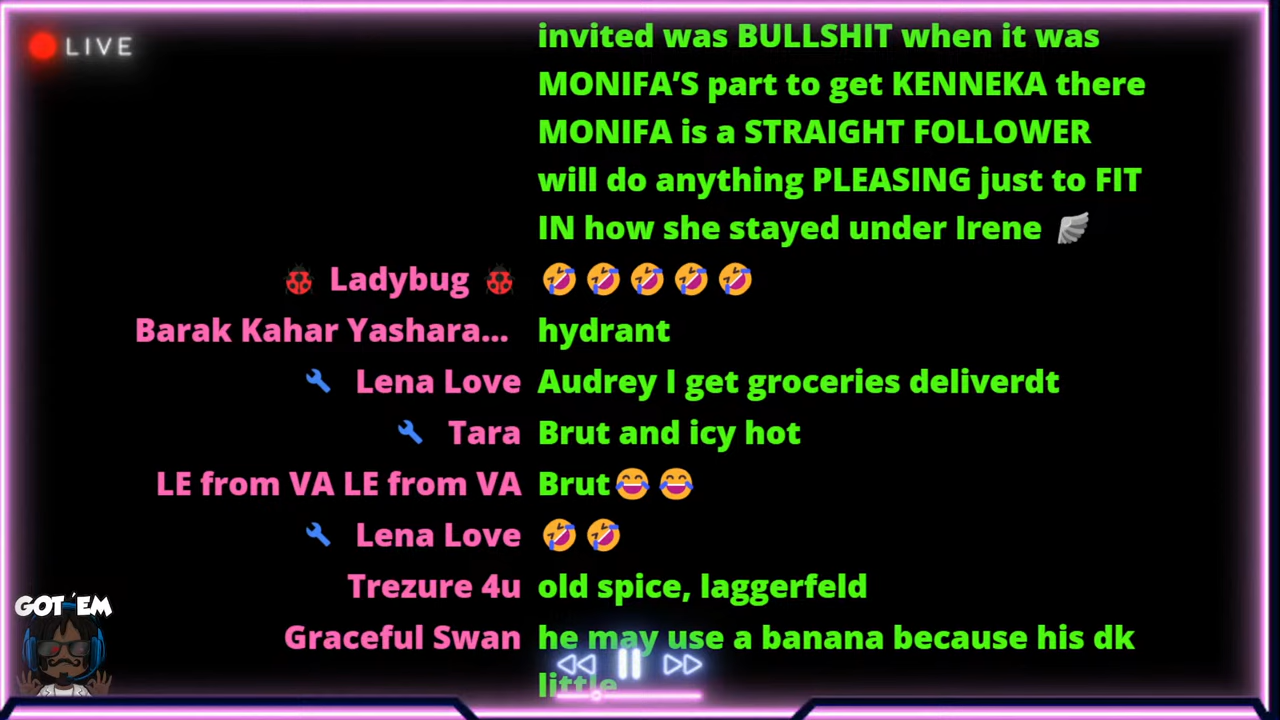 LIVE
invited was BULLSHIT when it was
MONIFA’S part to get KENNEKA there
MONIFA is a STRAIGHT FOLLOWER
will do anything PLEASING just to FIT
IN how she stayed under Irene 🪽
🐞 Ladybug 🐞 🤣🤣🤣🤣🤣
Barak Kahar Yashara... hydrant
🔧 Lena Love Audrey I get groceries deliverdt
🔧 Tara Brut and icy hot
LE from VA LE from VA Brut😂😂
🔧 Lena Love 🤣🤣
Trezure 4u old spice, laggerfeld
Graceful Swan he may use a banana because his dk
little
GOT 'EM